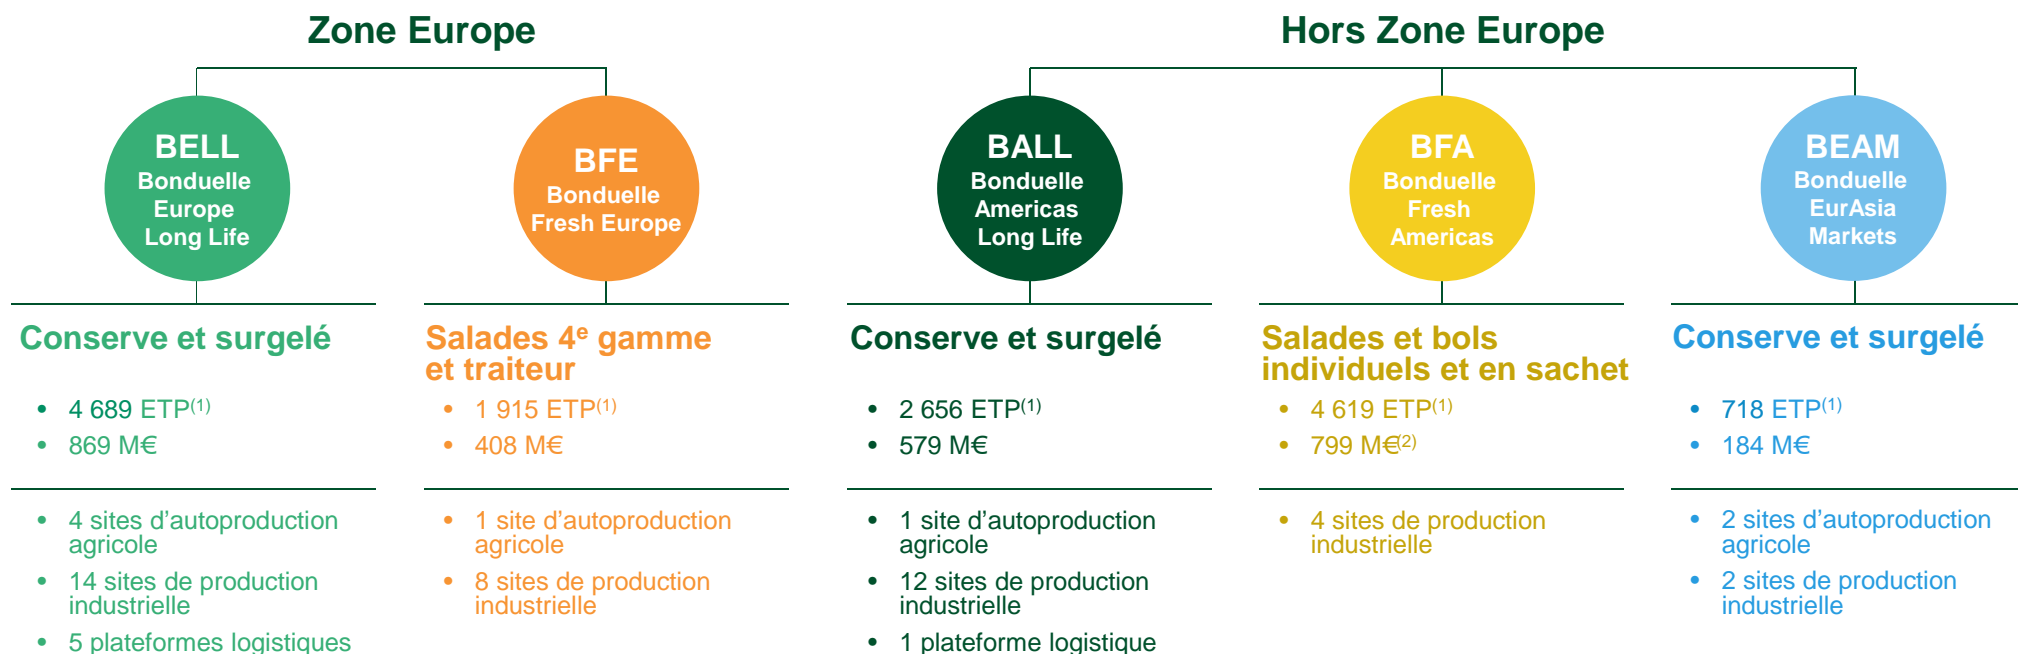 Zone Europe
Hors Zone Europe
BELL
Bonduelle
Europe
Long Life
BFE
Bonduelle
Fresh Europe
BALL
Bonduelle
Americas
Long Life
BFA
Bonduelle
Fresh
Americas
BEAM
Bonduelle
EurAsia
Markets
Conserve et surgelé
• 4 689 ETP(1)
• 869 M€
• 4 sites d’autoproduction
agricole
• 14 sites de production
industrielle
• 5 plateformes logistiques
Salades 4e gamme
et traiteur
• 1 915 ETP(1)
• 408 M€
• 1 site d’autoproduction
agricole
• 8 sites de production
industrielle
Conserve et surgelé
• 2 656 ETP(1)
• 579 M€
• 1 site d’autoproduction
agricole
• 12 sites de production
industrielle
• 1 plateforme logistique
Salades et bols
individuels et en sachet
• 4 619 ETP(1)
• 799 M€(2)
• 4 sites de production
industrielle
Conserve et surgelé
• 718 ETP(1)
• 184 M€
• 2 sites d’autoproduction
agricole
• 2 sites de production
industrielle